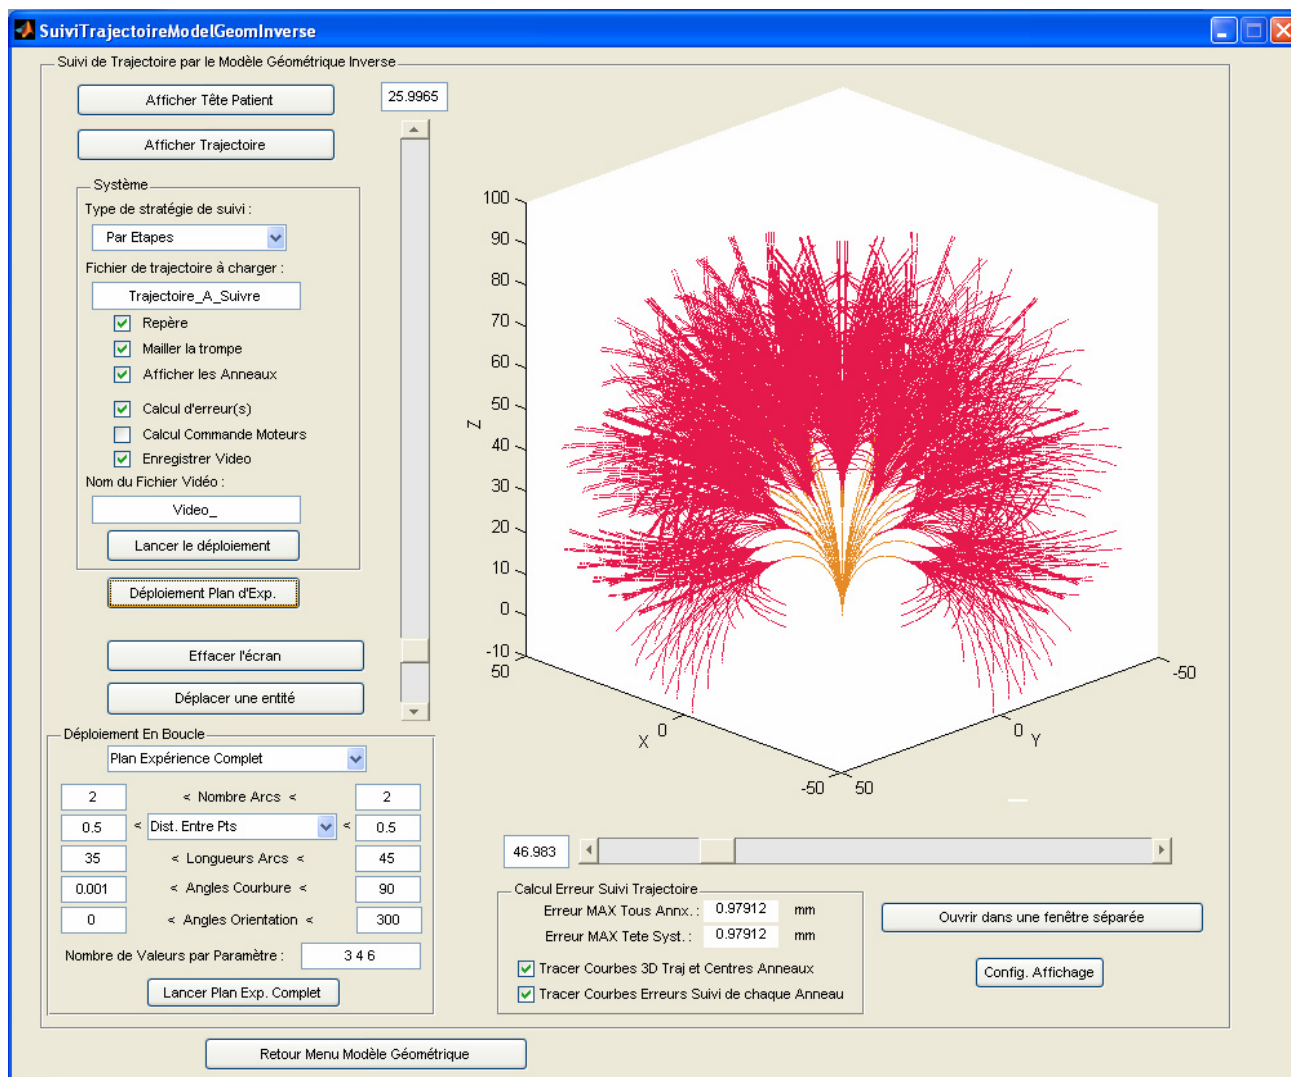 SuiviTrajectoireModelGeomInverse
Suivi de Trajectoire par le Modèle Géométrique Inverse
Afficher Tête Patient
25.9965
Afficher Trajectoire
Système
Type de stratégie de suivi :
Par Etapes
Fichier de trajectoire à charger :
Trajectoire_A_Suivre
Repère
Mailler la trompe
Afficher les Anneaux
Calcul d'erreur(s)
Calcul Commande Moteurs
Enregistrer Video
Nom du Fichier Vidéo :
Video_
Lancer le déploiement
Déploiement Plan d'Exp.
Effacer l'écran
Déplacer une entité
100
90
80
70
60
50
40
30
20
10
0
-10
Z
50
0
-50
X
50
0
-50
Y
Déploiement En Boucle
Plan Expérience Complet
2 < Nombre Arcs < 2
0.5 < Dist. Entre Pts < 0.5
35 < Longueurs Arcs < 45
0.001 < Angles Courbure < 90
0 < Angles Orientation < 300
Nombre de Valeurs par Paramètre : 3 4 6
Lancer Plan Exp. Complet
46.983
Calcul Erreur Suivi Trajectoire
Erreur MAX Tous Annx. : 0.97912 mm
Erreur MAX Tete Syst. : 0.97912 mm
Tracer Courbes 3D Traj et Centres Anneaux
Tracer Courbes Erreurs Suivi de chaque Anneau
Ouvrir dans une fenêtre séparée
Config. Affichage
Retour Menu Modèle Géométrique